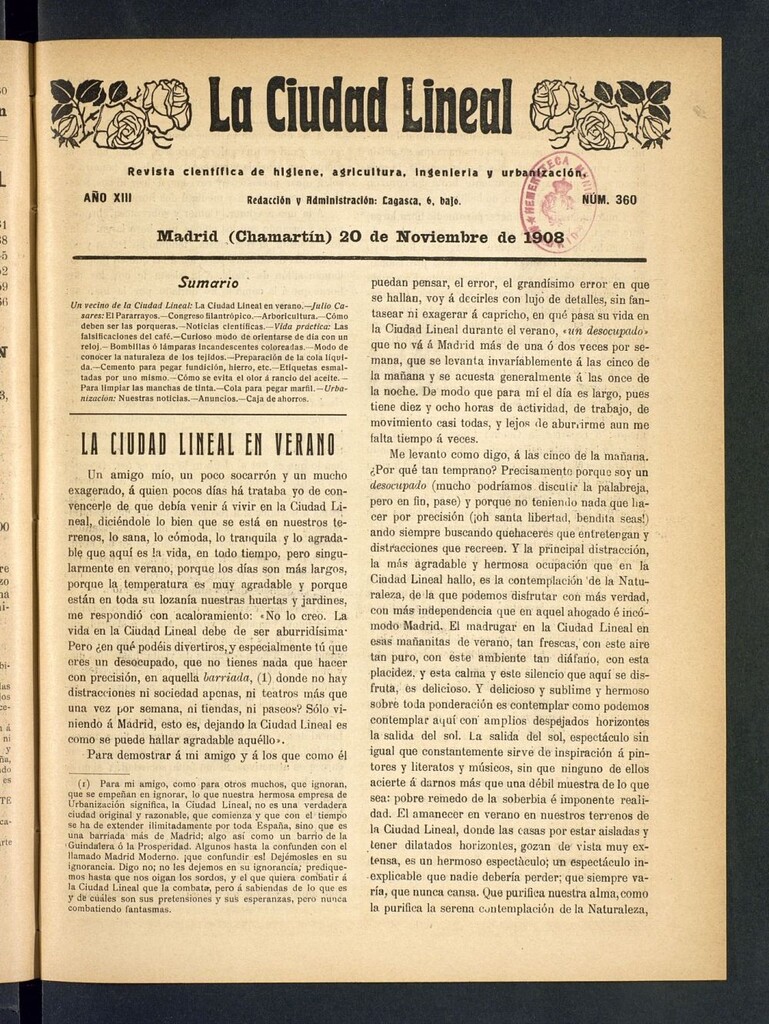 La Ciudad Lineal
Revista científica de higiene, agricultura, ingeniería y urbanización.
AÑO XIII
Redacción y Administración: Lagasca, 6, bajo.
NÚM. 360
HEMEROTECA
Madrid (Chamartín) 20 de Noviembre de 1908
Sumario
Un vecino de la Ciudad Lineal: La Ciudad Lineal en verano.—Julio Ca-
sares: El Pararrayos.—Congreso filantrópico.—Arboricultura.—Cómo
deben ser las porqueras.—Noticias científicas.—Vida práctica: Las
falsificaciones del café.—Curioso modo de orientarse de día con un
reloj.—Bombillas ó lámparas incandescentes coloreadas.—Modo de
conocer la naturaleza de los tejidos.—Preparación de la cola líqui-
da.—Cemento para pegar fundición, hierro, etc.—Etiquetas esmal-
tadas por uno mismo.—Cómo se evita el olor á rancio del aceite.—
Para limpiar las manchas de tinta.—Cola para pegar marfil.—Urba-
nización: Nuestras noticias.—Anuncios.—Caja de ahorros.
LA CIUDAD LINEAL EN VERANO
Un amigo mío, un poco socarrón y un mucho
exagerado, á quien pocos días há trataba yo de con-
vencerle de que debía venir á vivir en la Ciudad Li-
neal, diciéndole lo bien que se está en nuestros te-
rrenos, lo sana, lo cómoda, lo tranquila y lo agrada-
ble que aquí es la vida, en todo tiempo, pero singu-
larmente en verano, porque los días son más largos,
porque la temperatura es muy agradable y porque
están en toda su lozanía nuestras huertas y jardines,
me respondió con acaloramiento: «No lo creo. La
vida en la Ciudad Lineal debe de ser aburridísima.
Pero ¿en qué podéis divertiros, y especialmente tú que
eres un desocupado, que no tienes nada que hacer
con precisión, en aquella barriada, (1) donde no hay
distracciones ni sociedad apenas, ni teatros más que
una vez por semana, ni tiendas, ni paseos? Sólo vi-
niendo á Madrid, esto es, dejando la Ciudad Lineal es
como se puede hallar agradable aquéllo».
Para demostrar á mi amigo y á los que como él
(1) Para mi amigo, como para otros muchos, que ignoran,
que se empeñan en ignorar, lo que nuestra hermosa empresa de
Urbanización significa, la Ciudad Lineal, no es una verdadera
ciudad original y razonable, que comienza y que con el tiempo
se ha de extender ilimitadamente por toda España, sino que es
una barriada más de Madrid; algo así como un barrio de la
Guindalera ó la Prosperidad. Algunos hasta la confunden con el
llamado Madrid Moderno. ¡que confundir es! Dejémosles en su
ignorancia. Digo no; no les dejemos en su ignorancia; predique-
mos hasta que nos oigan los sordos, y el que quiera combatir á
la Ciudad Lineal que la combata, pero á sabiendas de lo que es
y de cuáles son sus pretensiones y sus esperanzas, pero nunca
combatiendo fantasmas.
puedan pensar, el error, el grandísimo error en que
se hallan, voy á decirles con lujo de detalles, sin fan-
tasear ni exagerar á capricho, en qué pasa su vida en
la Ciudad Lineal durante el verano, «un desocupado»
que no vá á Madrid más de una ó dos veces por se-
mana, que se levanta invaríablemente á las cinco de
la mañana y se acuesta generalmente á las once de
la noche. De modo que para mí el día es largo, pues
tiene diez y ocho horas de actividad, de trabajo, de
movimiento casi todas, y lejos de aburrirme aun me
falta tiempo á veces.
Me levanto como digo, á las cinco de la mañana.
¿Por qué tan temprano? Precisamente porque soy un
desocupado (mucho podríamos discutir la palabreja,
pero en fin, pase) y porque no teniendo nada que ha-
cer por precisión (¡oh santa libertad, bendita seas!)
ando siempre buscando quehacerés que entretengan y
distracciones que recreen. Y la principal distracción,
la más agradable y hermosa ocupación que en la
Ciudad Lineal hallo, es la contemplación de la Natu-
raleza, de la que podemos disfrutar con más verdad,
con más independencia que en aquel ahogado é incó-
modo Madrid. El madrugar en la Ciudad Lineal en
esas mañanitas de verano, tan frescas, con este aire
tan puro, con este ambiente tan diáfano, con esta
placidez, y esta calma y este silencio que aquí se dis-
fruta, es delicioso. Y delicioso y sublime y hermoso
sobre toda ponderación es contemplar como podemos
contemplar aquí con amplios despejados horizontes
la salida del sol. La salida del sol, espectáculo sin
igual que constantemente sirve de inspiración á pin-
tores y literatos y músicos, sin que ninguno de ellos
acierte á darnos más que una débil muestra de lo que
sea: pobre remedo de la soberbia é imponente reali-
dad. El amanecer en verano en nuestros terrenos de
la Ciudad Lineal, donde las casas por estar aisladas y
tener dilatados horizontes, gozan de vista muy ex-
tensa, es un hermoso espectáculo; un espectáculo in-
explicable que nadie debería perder; que siempre va-
ría, que nunca cansa. Que purifica nuestra alma, como
la purifica la serena contemplación de la Naturaleza,